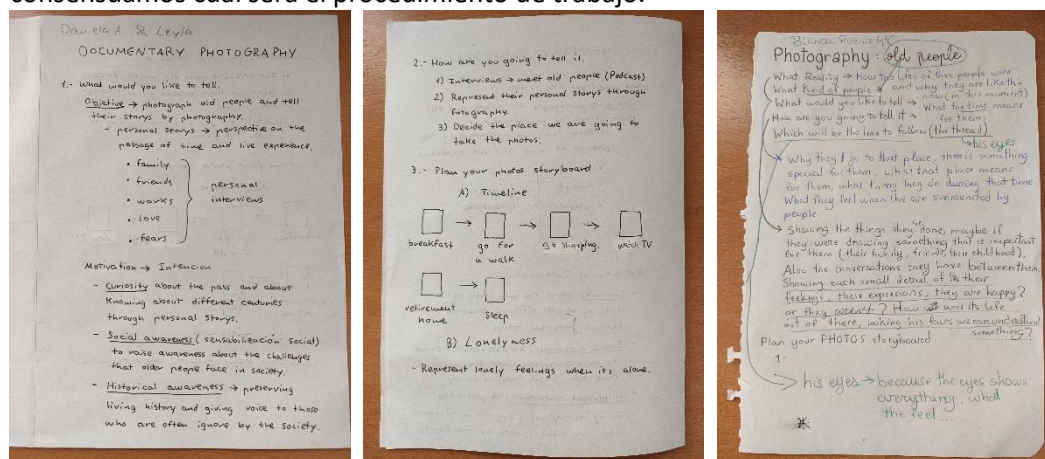 consensuamos cuál será el procedimiento de trabajo.
Daniela A. & Leyla
DOCUMENTARY PHOTOGRAPHY
1.- What would you like to tell.
Objetive → photograph old people and tell
their storys by photography.
- personal storys → perspective on the
passage of time and live experience.
• family
• friends
• works
• love
• fears
personal
interviews
Motivation → Intencion
- Curiosity about the pass and about
Knowing about different centuries
through personal storys.
- Social awareness (sensabilización social)
to raise awareness about the challenges
that older people face in society.
- Historical awareness → preserving
living history and giving voice to those
who are often ignore by the society.
2.- How are you going to tell it.
1) Interviews → meet old people (Podcast)
2) Represent their personal storys through
fotography.
3) Decide the place we are going to
take the photos.
3.- Plan your photos storyboard
A) Timeline
breakfast → go for a walk → Go shopping → watch TV
retirement home → Sleep
B) Lonelyness
- Represent lonely feelings when its alone.
Bianca
Photography: old people
What Reality → How the lifes of then people were
What Kind of people → and why they are like this
now (in this moment)
What would you like to tell → What the times means
for them.
How are you going to tell it →
Which will be the line to follow (the thread)
→ his eyes
Why they go to that place, there is something
special for them, what that place means
for them, what thing they do during that time
What they feel when the are surrounded by
people
Showing the things they done, maybe if
they were drawing something that is important
for them (their family, friends, their childhood),
Also the conversations they have between them.
Showing each small detail of their
feelings, their expresions, they are happy?
or they aren't? How was its life
out of there, making his faces we can understand
something?
Plan your PHOTO'S storyboard
1-
his eyes → because the eyes shows
everything, what
the feel...